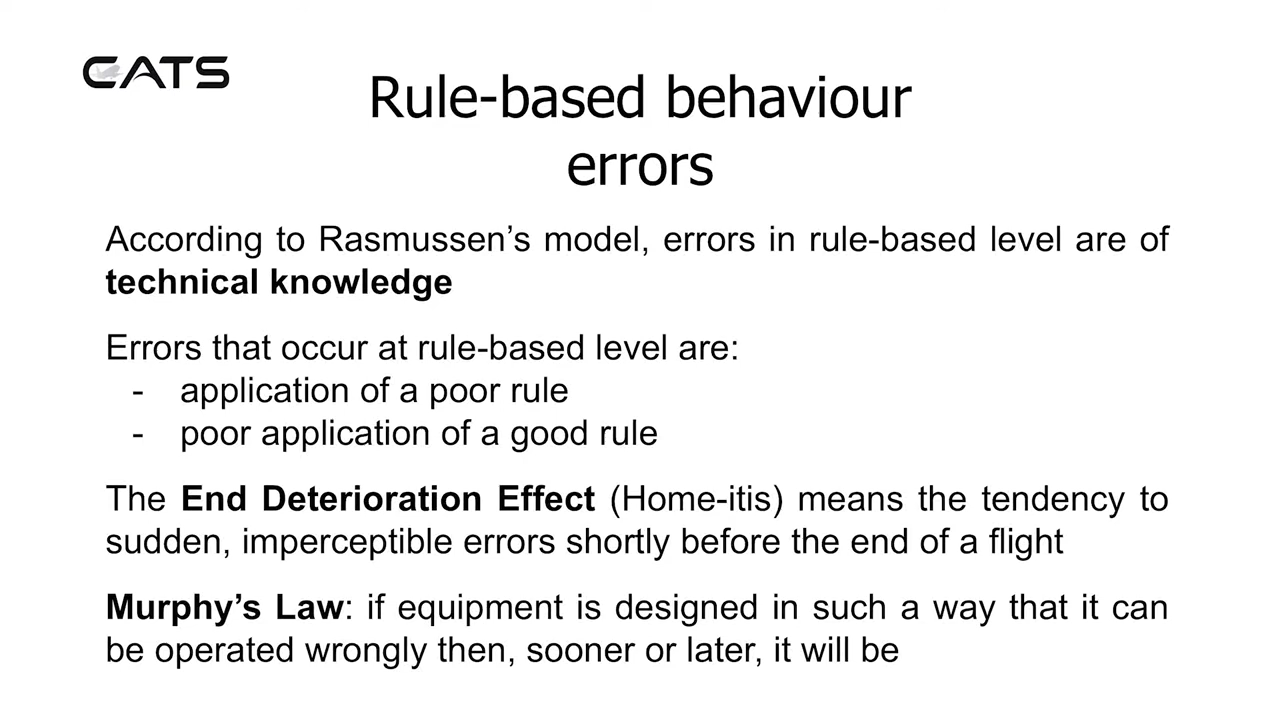 CATS
Rule-based behaviour
errors
According to Rasmussen’s model, errors in rule-based level are of
technical knowledge
Errors that occur at rule-based level are:
- application of a poor rule
- poor application of a good rule
The End Deterioration Effect (Home-itis) means the tendency to
sudden, imperceptible errors shortly before the end of a flight
Murphy’s Law: if equipment is designed in such a way that it can
be operated wrongly then, sooner or later, it will be